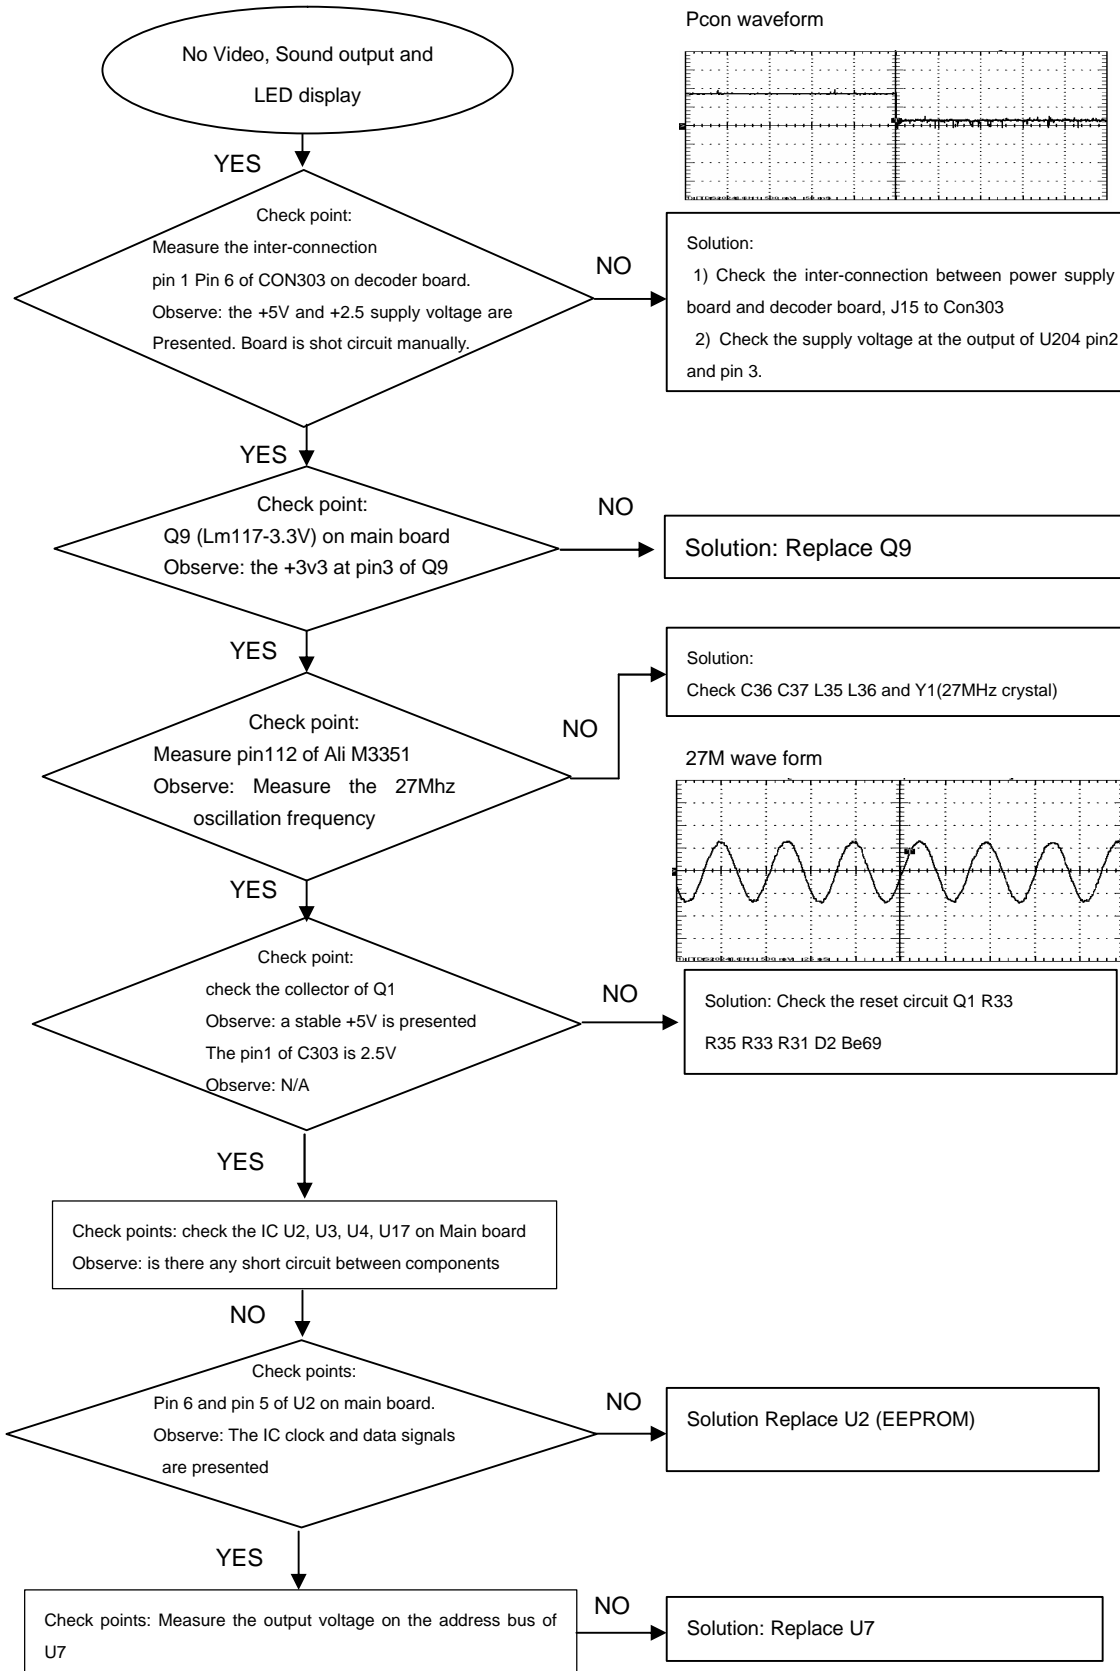 No Video, Sound output and
LED display
Pcon waveform
YES
Check point:
Measure the inter-connection
pin 1 Pin 6 of CON303 on decoder board.
Observe: the +5V and +2.5 supply voltage are
Presented. Board is shot circuit manually.
NO
Solution:
1) Check the inter-connection between power supply
board and decoder board, J15 to Con303
2) Check the supply voltage at the output of U204 pin2
and pin 3.
YES
Check point:
Q9 (Lm117-3.3V) on main board
Observe: the +3v3 at pin3 of Q9
NO
Solution: Replace Q9
YES
Check point:
Measure pin112 of Ali M3351
Observe: Measure the 27Mhz
oscillation frequency
NO
Solution:
Check C36 C37 L35 L36 and Y1(27MHz crystal)
27M wave form
YES
Check point:
check the collector of Q1
Observe: a stable +5V is presented
The pin1 of C303 is 2.5V
Observe: N/A
NO
Solution: Check the reset circuit Q1 R33
R35 R33 R31 D2 Be69
YES
Check points: check the IC U2, U3, U4, U17 on Main board
Observe: is there any short circuit between components
NO
Check points:
Pin 6 and pin 5 of U2 on main board.
Observe: The IC clock and data signals
are presented
NO
Solution Replace U2 (EEPROM)
YES
Check points: Measure the output voltage on the address bus of
U7
NO
Solution: Replace U7